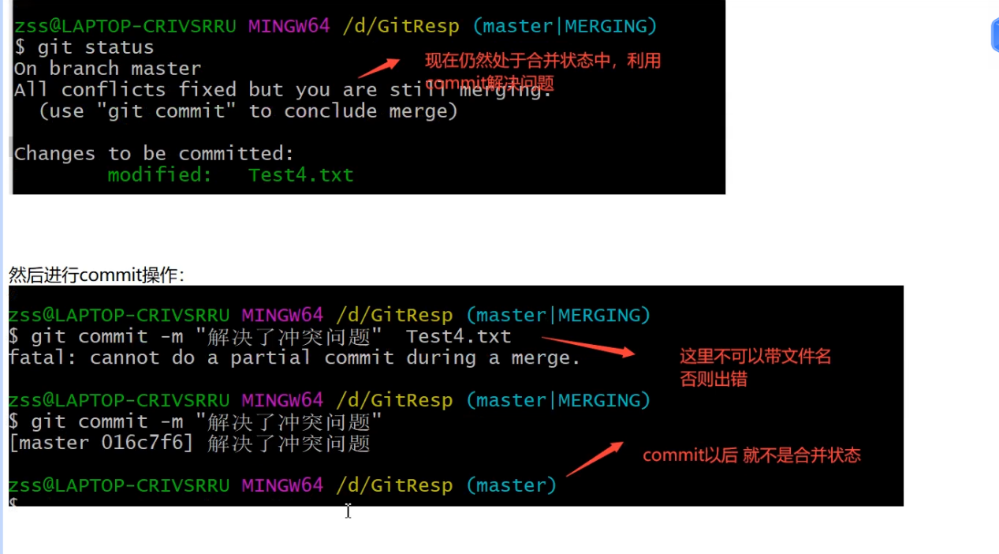 zss@LAPTOP-CRIVSRRU MINGW64 /d/GitResp (master|MERGING)
$ git status
On branch master
现在仍然处于合并状态中，利用
commit解决问题
All conflicts fixed but you are still merging.
(use "git commit" to conclude merge)
Changes to be committed:
modified: Test4.txt
然后进行commit操作：
zss@LAPTOP-CRIVSRRU MINGW64 /d/GitResp (master|MERGING)
$ git commit -m "解决了冲突问题" Test4.txt
fatal: cannot do a partial commit during a merge.
这里不可以带文件名
否则出错
zss@LAPTOP-CRIVSRRU MINGW64 /d/GitResp (master|MERGING)
$ git commit -m "解决了冲突问题"
[master 016c7f6] 解决了冲突问题
commit以后 就不是合并状态
zss@LAPTOP-CRIVSRRU MINGW64 /d/GitResp (master)
$